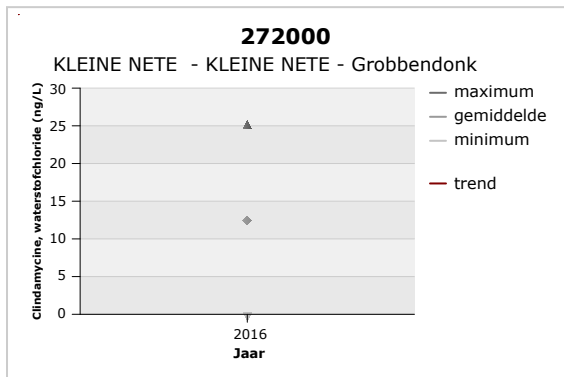 272000
KLEINE NETE - KLEINE NETE - Grobbendonk
Clindamycine, waterstofchloride (ng/L)
30
25
20
15
10
5
0
2016
Jaar
maximum
gemiddelde
minimum
trend